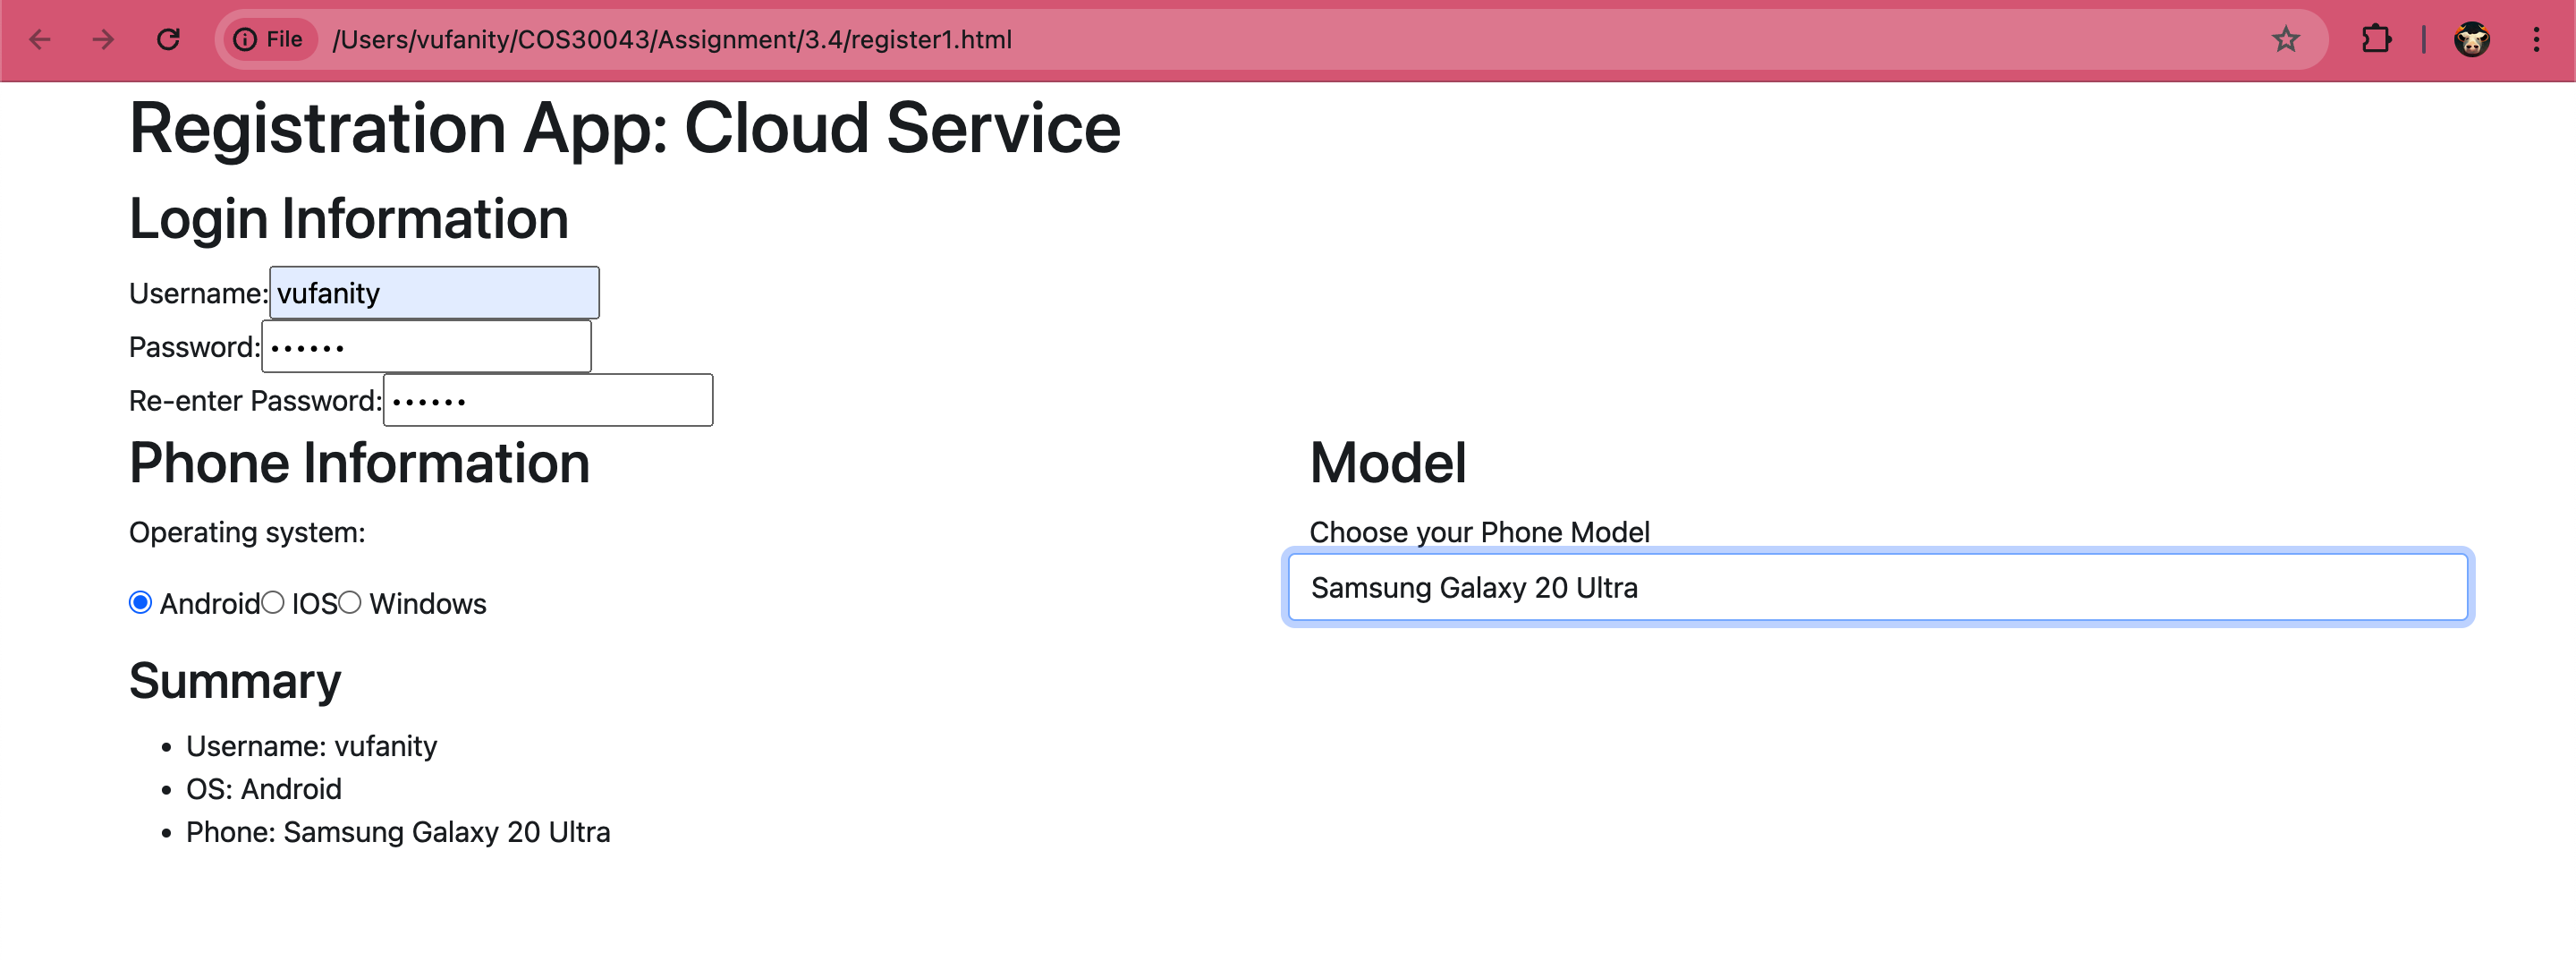 File /Users/vufanity/COS30043/Assignment/3.4/register1.html
Registration App: Cloud Service
Login Information
Username: vufanity
Password: ••••••
Re-enter Password: ••••••
Phone Information
Operating system:
Android IOS Windows
Model
Choose your Phone Model
Samsung Galaxy 20 Ultra
Summary
• Username: vufanity
• OS: Android
• Phone: Samsung Galaxy 20 Ultra